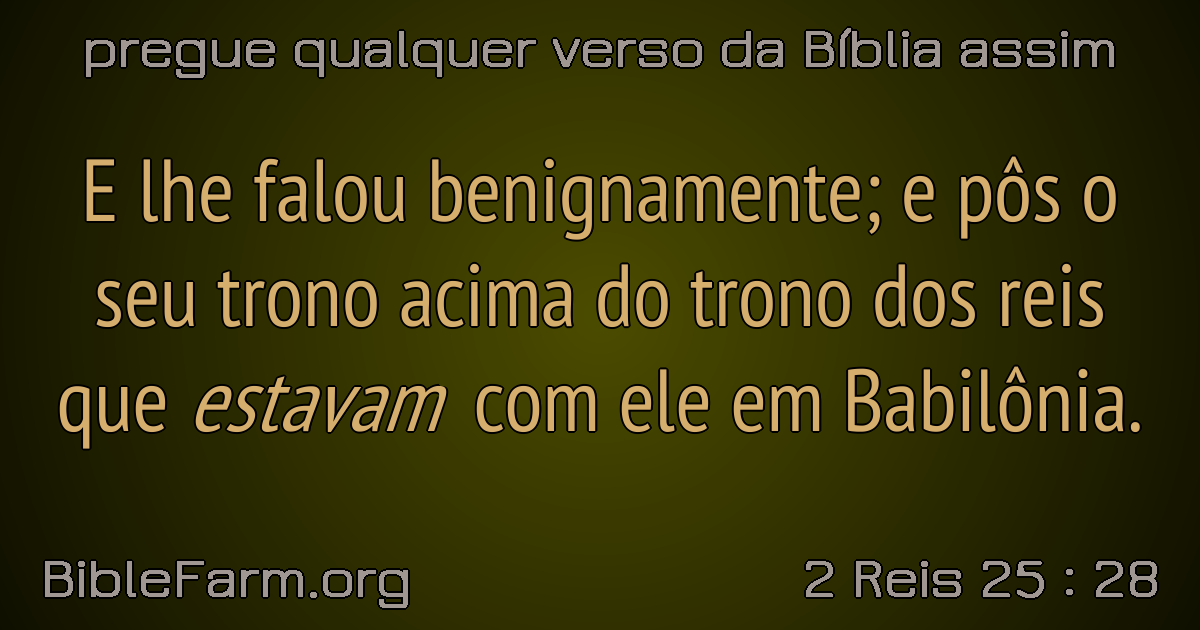 pregue qualquer verso da Bíblia assim
E lhe falou benignamente; e pôs o
seu trono acima do trono dos reis
que estavam com ele em Babilônia.
BibleFarm.org
2 Reis 25 : 28